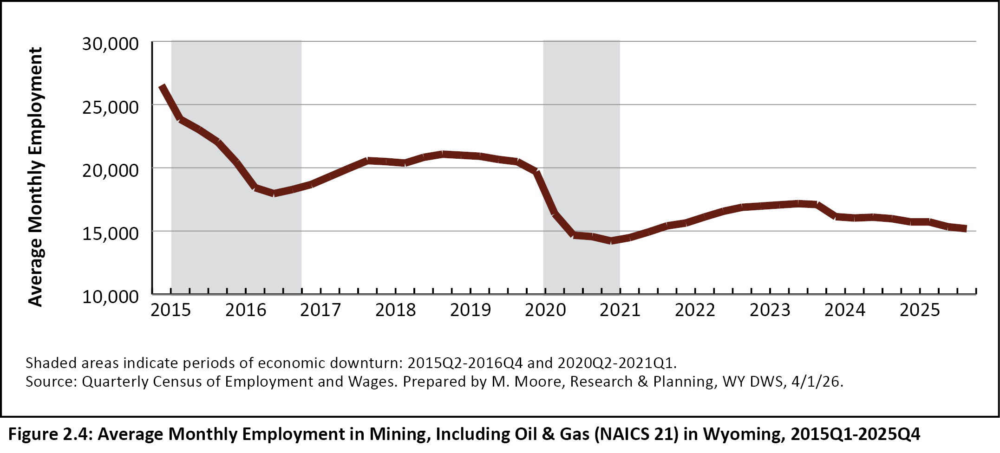 Average Monthly Employment
30,000
25,000
20,000
15,000
10,000
2015 2016 2017 2018 2019 2020 2021 2022 2023 2024 2025
Shaded areas indicate periods of economic downturn: 2015Q2-2016Q4 and 2020Q2-2021Q1.
Source: Quarterly Census of Employment and Wages. Prepared by M. Moore, Research & Planning, WY DWS, 4/1/26.
Figure 2.4: Average Monthly Employment in Mining, Including Oil & Gas (NAICS 21) in Wyoming, 2015Q1-2025Q4